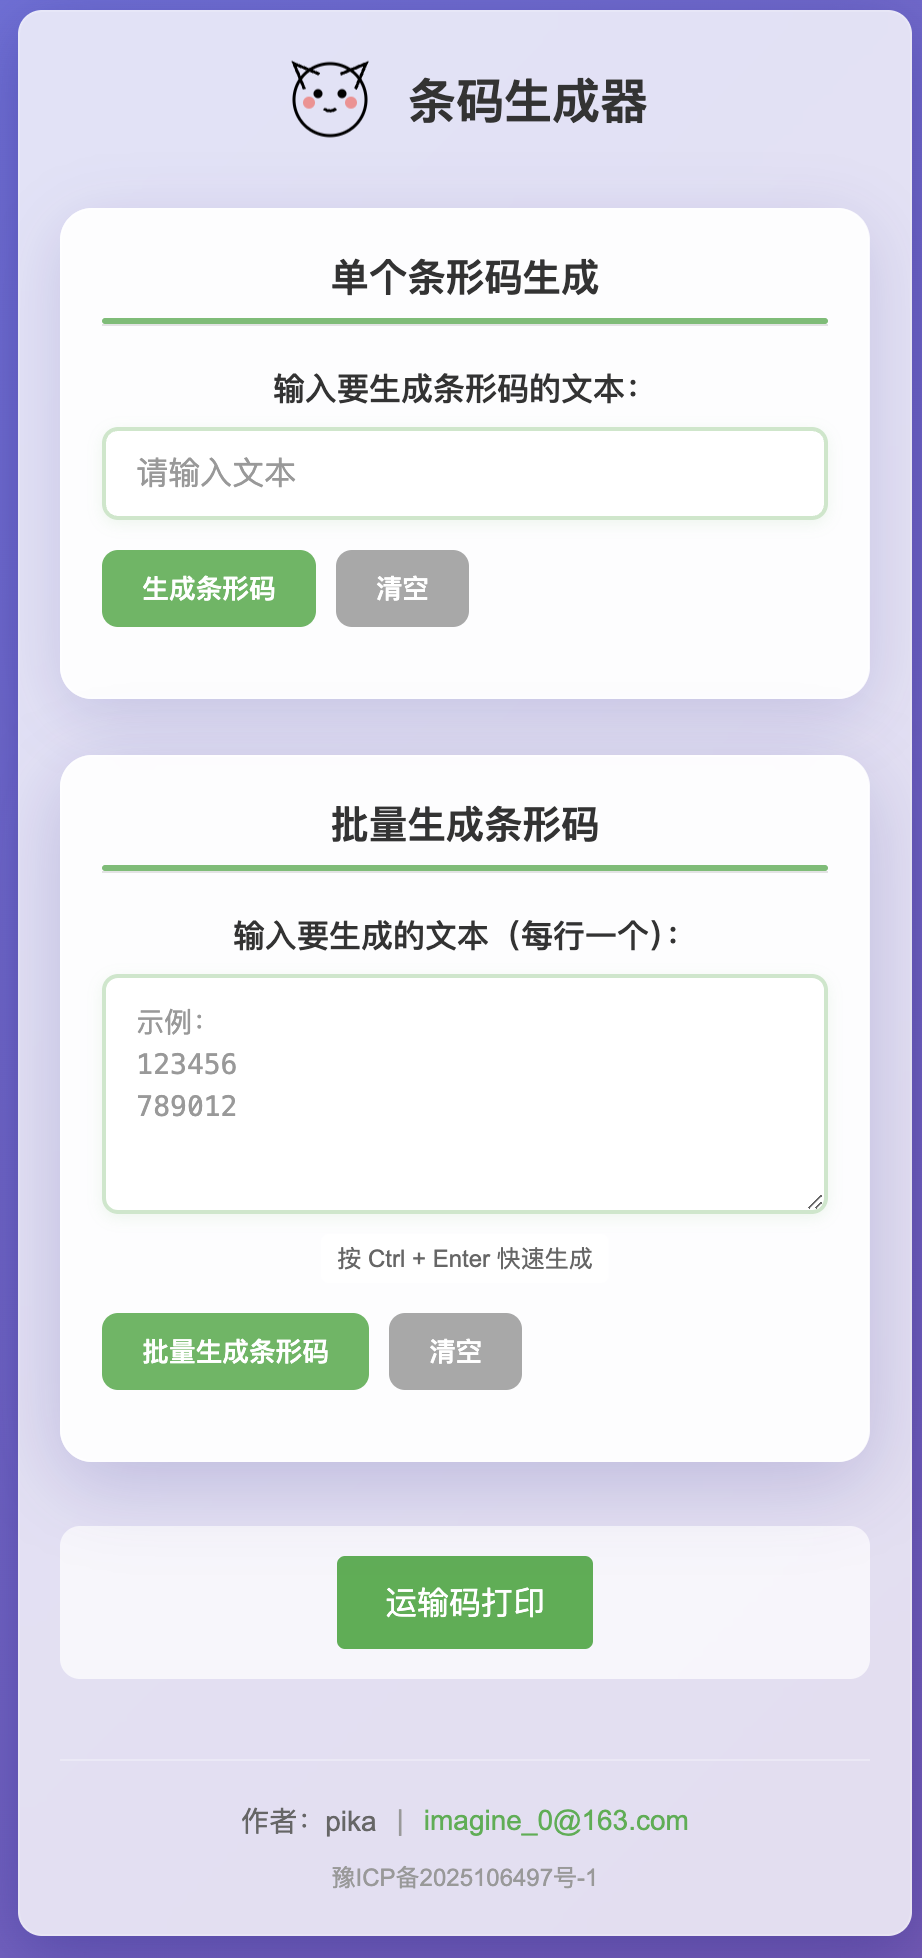 条码生成器
单个条形码生成
输入要生成条形码的文本：
请输入文本
生成条形码 清空
批量生成条形码
输入要生成的文本（每行一个）：
示例：
123456
789012
按 Ctrl + Enter 快速生成
批量生成条形码 清空
运输码打印
作者：pika | imagine_0@163.com
豫ICP备2025106497号-1